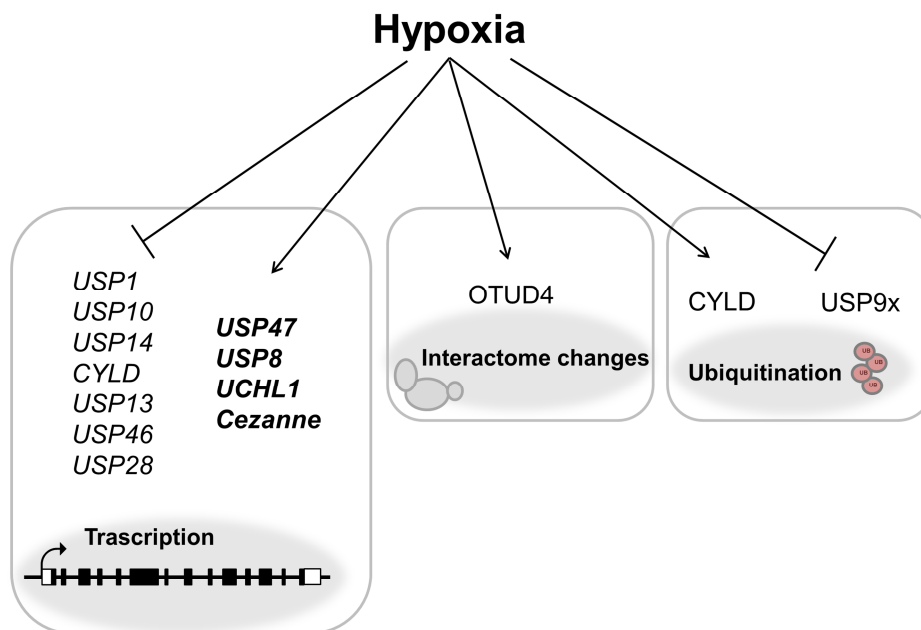 Hypoxia
USP1
USP10
USP14
CYLD
USP13
USP46
USP28
USP47
USP8
UCHL1
Cezanne
Trascription
OTUD4
Interactome changes
CYLD
USP9x
Ubiquitination
UB
UB
UB
UB